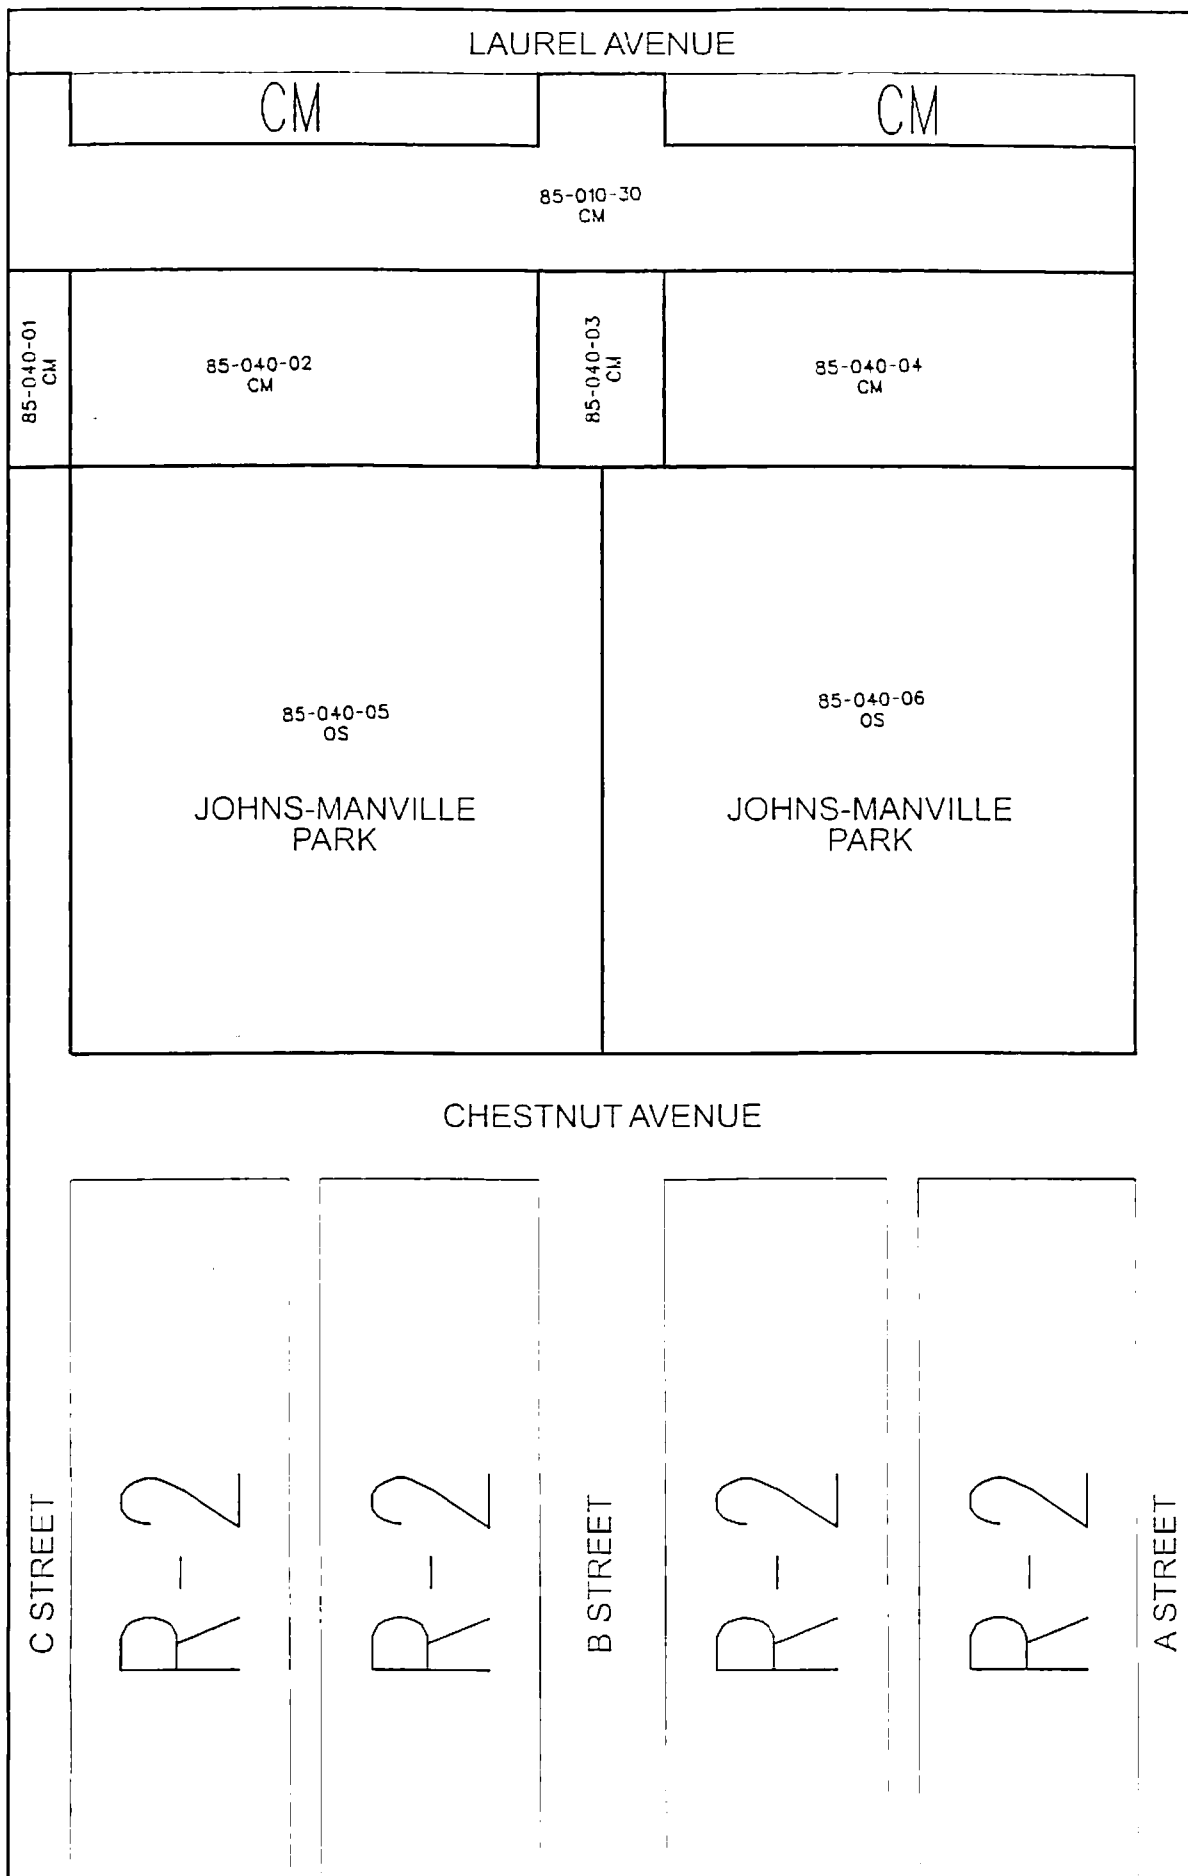 LAUREL AVENUE
CM
CM
85-010-30
CM
85-040-01
CM
85-040-02
CM
85-040-03
CM
85-040-04
CM
85-040-05
OS
JOHNS-MANVILLE
PARK
85-040-06
OS
JOHNS-MANVILLE
PARK
CHESTNUT AVENUE
C STREET
R-2
R-2
B STREET
R-2
R-2
A STREET